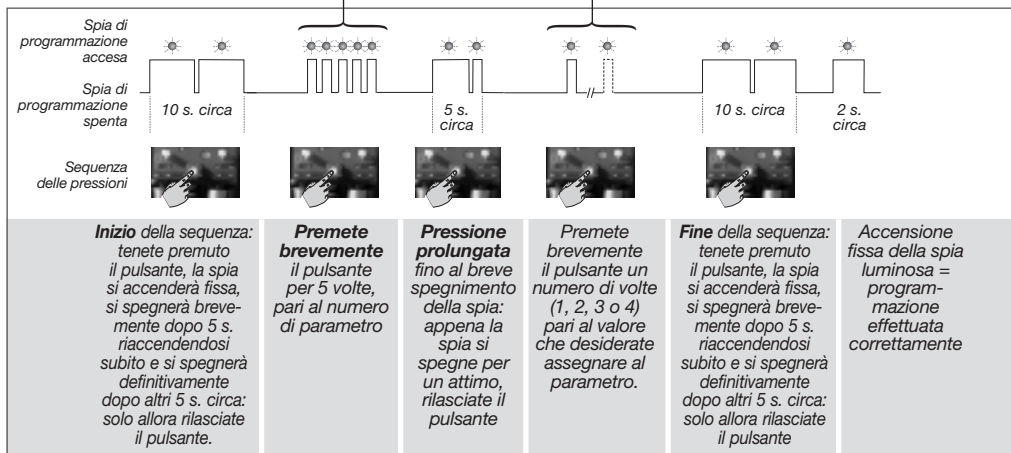 Spia di
programmazione
accesa
Spia di
programmazione
spenta
10 s. circa
5 s.
circa
10 s. circa
2 s.
circa
Sequenza
delle pressioni
Inizio della sequenza:
tenete premuto
il pulsante, la spia
si accenderà fissa,
si spegnerà breve-
mente dopo 5 s.
riaccendendosi
subito e si spegnerà
definitivamente
dopo altri 5 s. circa:
solo allora rilasciate
il pulsante.
Premete
brevemente
il pulsante
per 5 volte,
pari al numero
di parametro
Pressione
prolungata
fino al breve
spegnimento
della spia:
appena la
spia si
spegne per
un attimo,
rilasciate il
pulsante
Premete
brevemente
il pulsante un
numero di volte
(1, 2, 3 o 4)
pari al valore
che desiderate
assegnare al
parametro.
Fine della sequenza:
tenete premuto
il pulsante, la spia
si accenderà fissa,
si spegnerà breve-
mente dopo 5 s.
riaccendendosi
subito e si spegnerà
definitivamente
dopo altri 5 s. circa:
solo allora rilasciate
il pulsante
Accensione
fissa della spia
luminosa =
program-
mazione
effettuata
correttamente